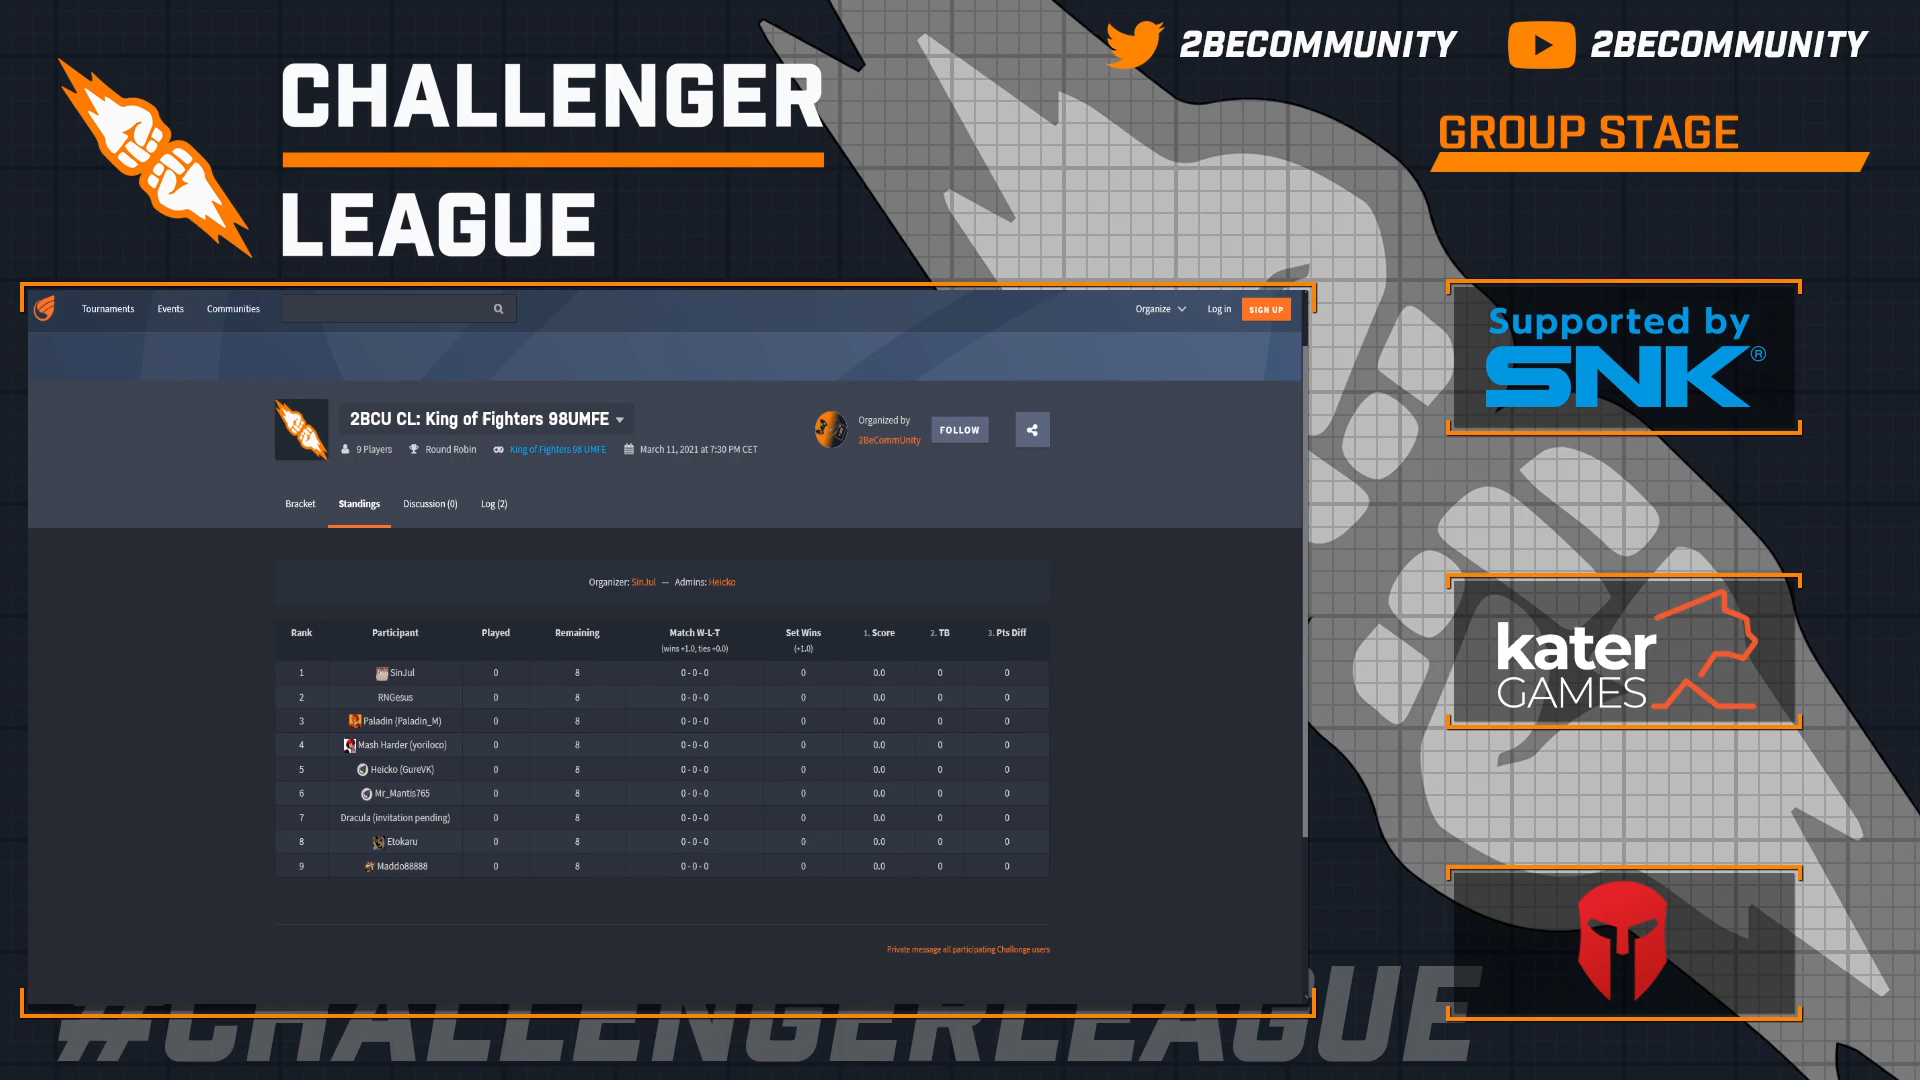 CHALLENGER
LEAGUE
2BECOMMUNITY
2BECOMMUNITY
GROUP STAGE
Tournaments Events Communities
Organize Log in SIGN UP
2BCU CL: King of Fighters 98UMFE
9 Players Round Robin King of Fighters 98 UMFE March 11, 2021 at 7:30 PM CET
Organized by
2BeCommUnity
FOLLOW
Bracket Standings Discussion (0) Log (2)
Organizer: SinJul — Admins: Heicko
Rank Participant Played Remaining Match W-L-T Set Wins 1. Score 2. TB 3. Pts Diff
(wins +1.0, ties +0.0) (+1.0)
1 SinJul 0 8 0 - 0 - 0 0 0.0 0 0
2 RNGesus 0 8 0 - 0 - 0 0 0.0 0 0
3 Paladin (Paladin_M) 0 8 0 - 0 - 0 0 0.0 0 0
4 Mash Harder (yoriloco) 0 8 0 - 0 - 0 0 0.0 0 0
5 Heicko (GureVK) 0 8 0 - 0 - 0 0 0.0 0 0
6 Mr_Mantis765 0 8 0 - 0 - 0 0 0.0 0 0
7 Dracula (invitation pending) 0 8 0 - 0 - 0 0 0.0 0 0
8 Etokaru 0 8 0 - 0 - 0 0 0.0 0 0
9 Maddo88888 0 8 0 - 0 - 0 0 0.0 0 0
Private message all participating Challonge users
Supported by
SNK®
kater
GAMES
#CHALLENGERLEAGUE